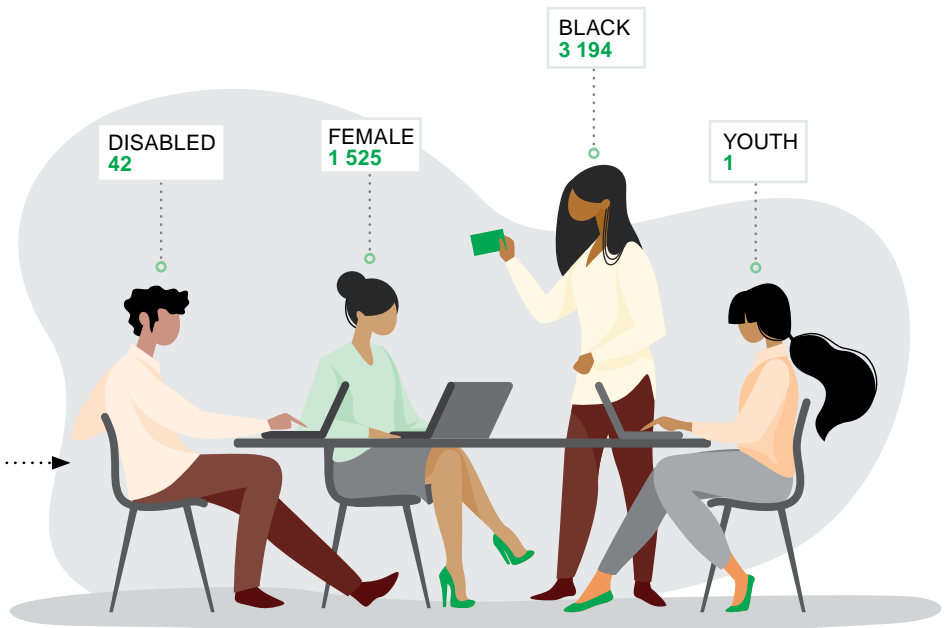 BLACK
3 194
DISABLED
42
FEMALE
1 525
YOUTH
1